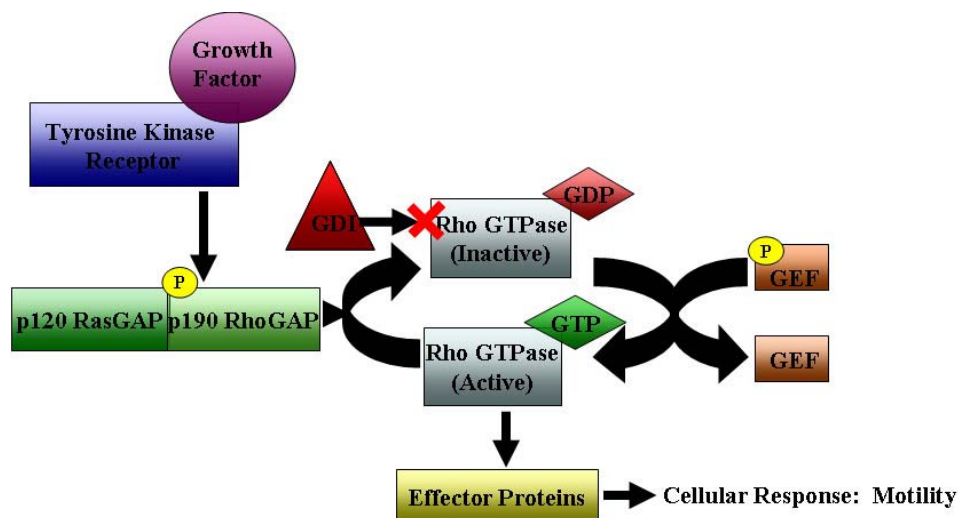 Growth
Factor
Tyrosine Kinase
Receptor
GDI
Rho GTPase
(Inactive)
GDP
P
GEF
P
p120 RasGAP
p190 RhoGAP
Rho GTPase
(Active)
GTP
GEF
Effector Proteins
Cellular Response: Motility